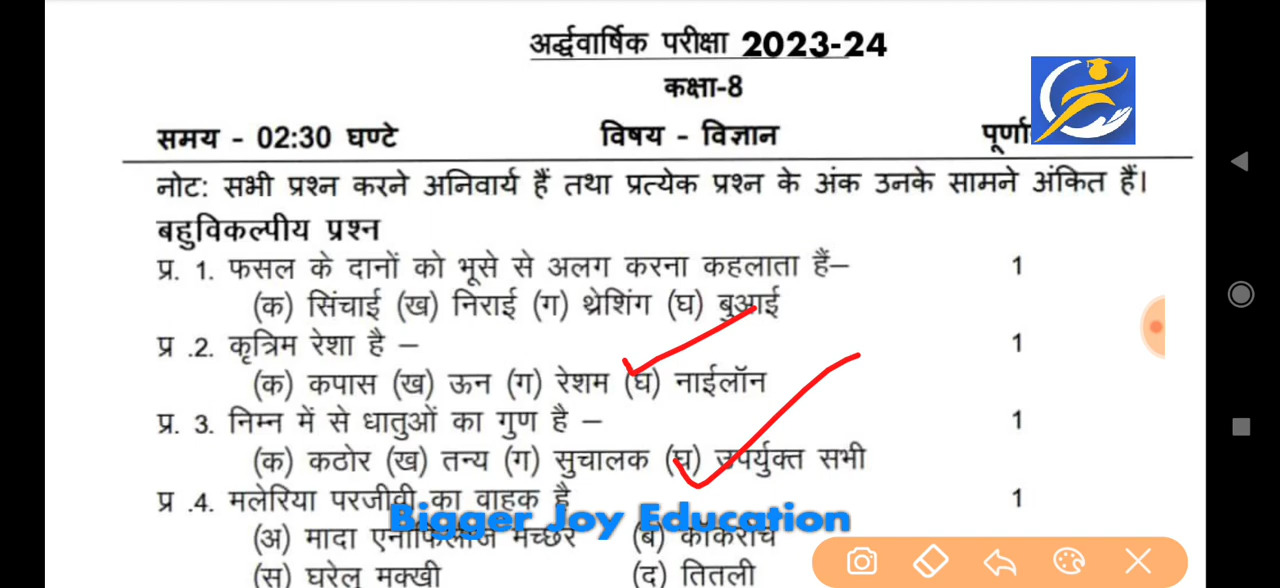 अर्द्धवार्षिक परीक्षा 2023-24
कक्षा-8
समय - 02:30 घण्टे विषय - विज्ञान पूर्णा
नोट: सभी प्रश्न करने अनिवार्य हैं तथा प्रत्येक प्रश्न के अंक उनके सामने अंकित हैं।
बहुविकल्पीय प्रश्न
प्र. 1. फसल के दानों को भूसे से अलग करना कहलाता हैं– 1
(क) सिंचाई (ख) निराई (ग) थ्रेशिंग (घ) बुआई
प्र .2. कृत्रिम रेशा है – 1
(क) कपास (ख) ऊन (ग) रेशम (घ) नाईलॉन
प्र. 3. निम्न में से धातुओं का गुण है – 1
(क) कठोर (ख) तन्य (ग) सुचालक (घ) उपर्युक्त सभी
प्र .4. मलेरिया परजीवी का वाहक है 1
Bigger Joy Education
(अ) मादा एनाफिलीज मच्छर (ब) कॉकरोच
(स) घरेलू मक्खी (द) तितली